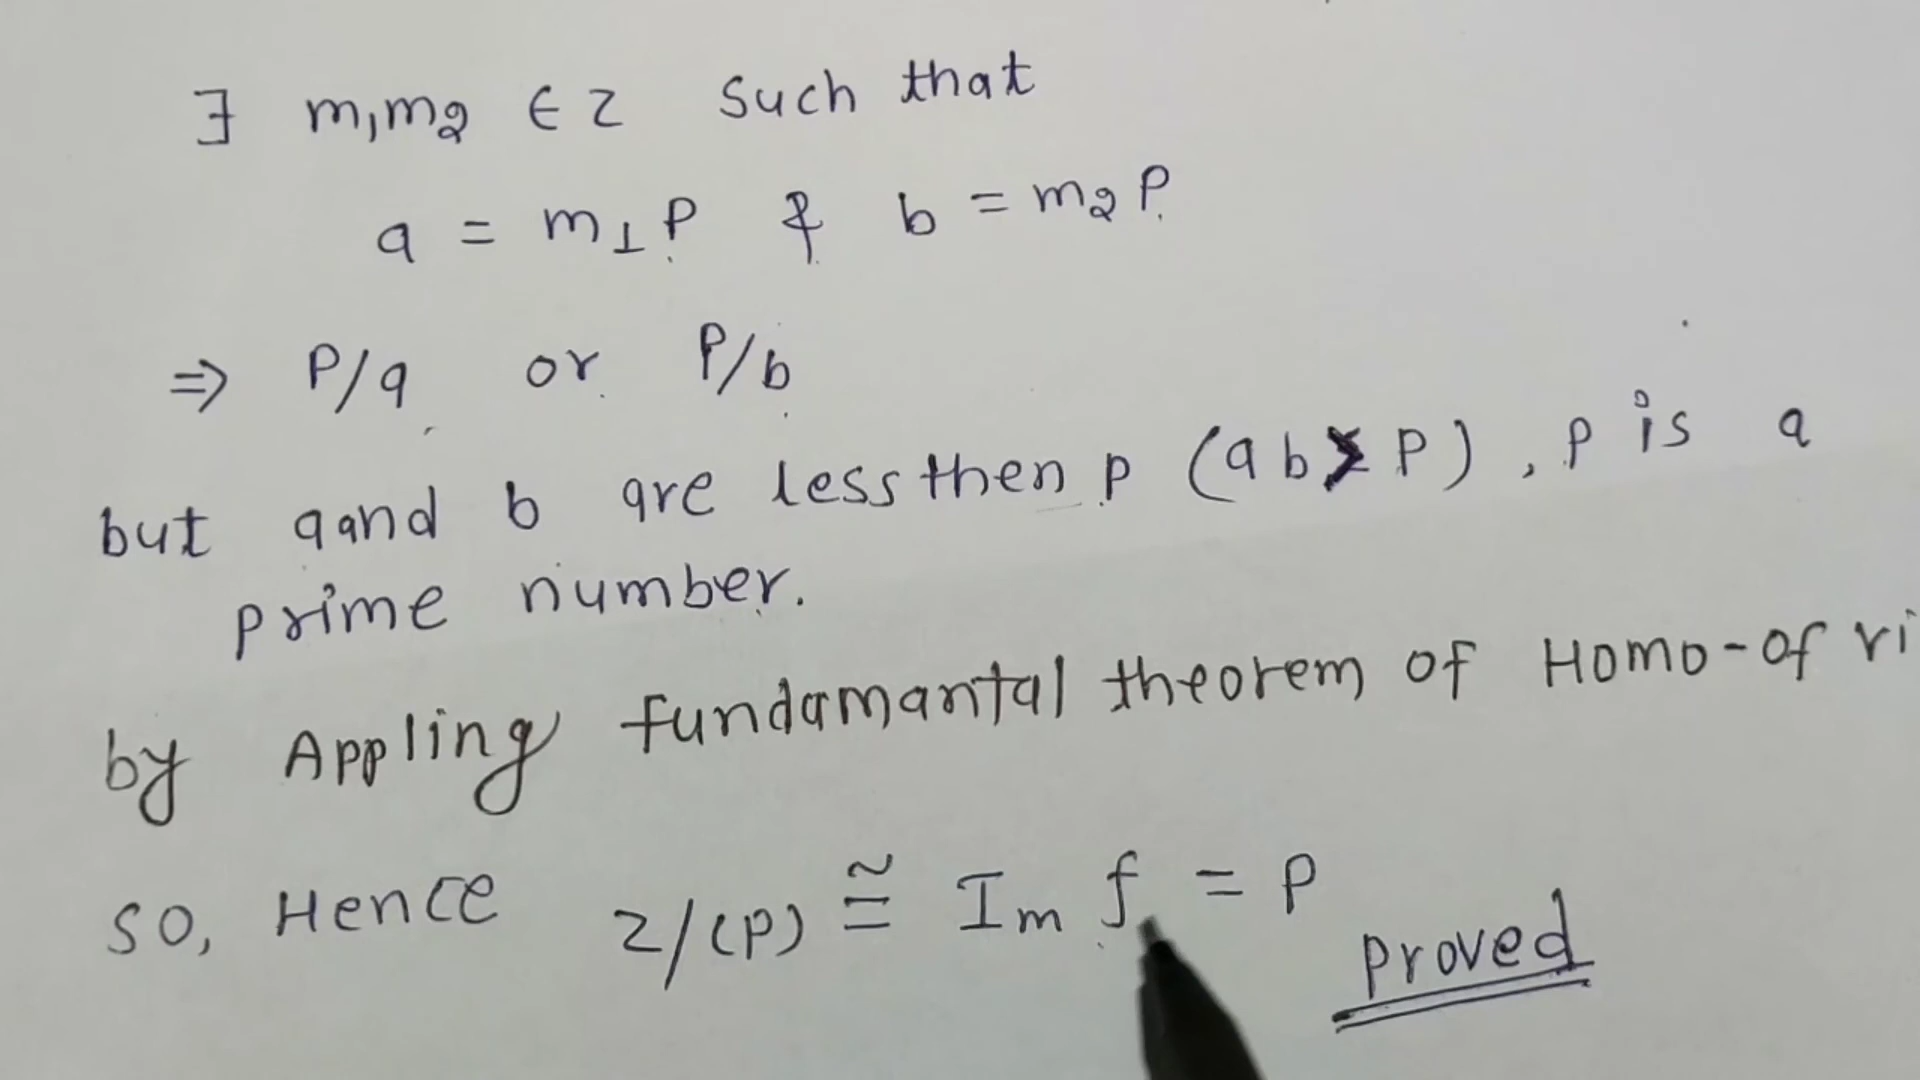 ∃ m₁m₂ ∈ Z such that
a = m₁P & b = m₂P
⇒ P/a or P/b
but a and b are less then p (ab > P), p is a
prime number.
by Appling fundamantal theorem of Homo-of ri
so, Hence Z/(P) ≅ Im f = P
Proved